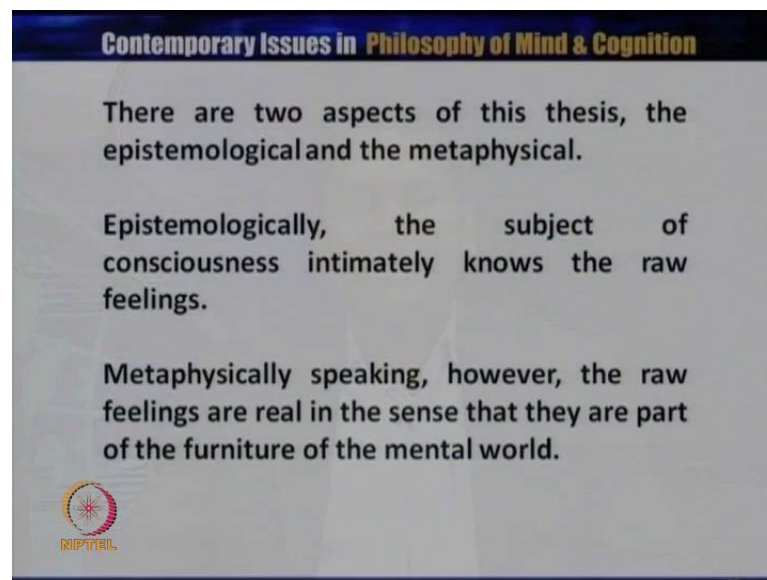 Contemporary Issues in Philosophy of Mind & Cognition
There are two aspects of this thesis, the
epistemological and the metaphysical.
Epistemologically, the subject of
consciousness intimately knows the raw
feelings.
Metaphysically speaking, however, the raw
feelings are real in the sense that they are part
of the furniture of the mental world.
NPTEL